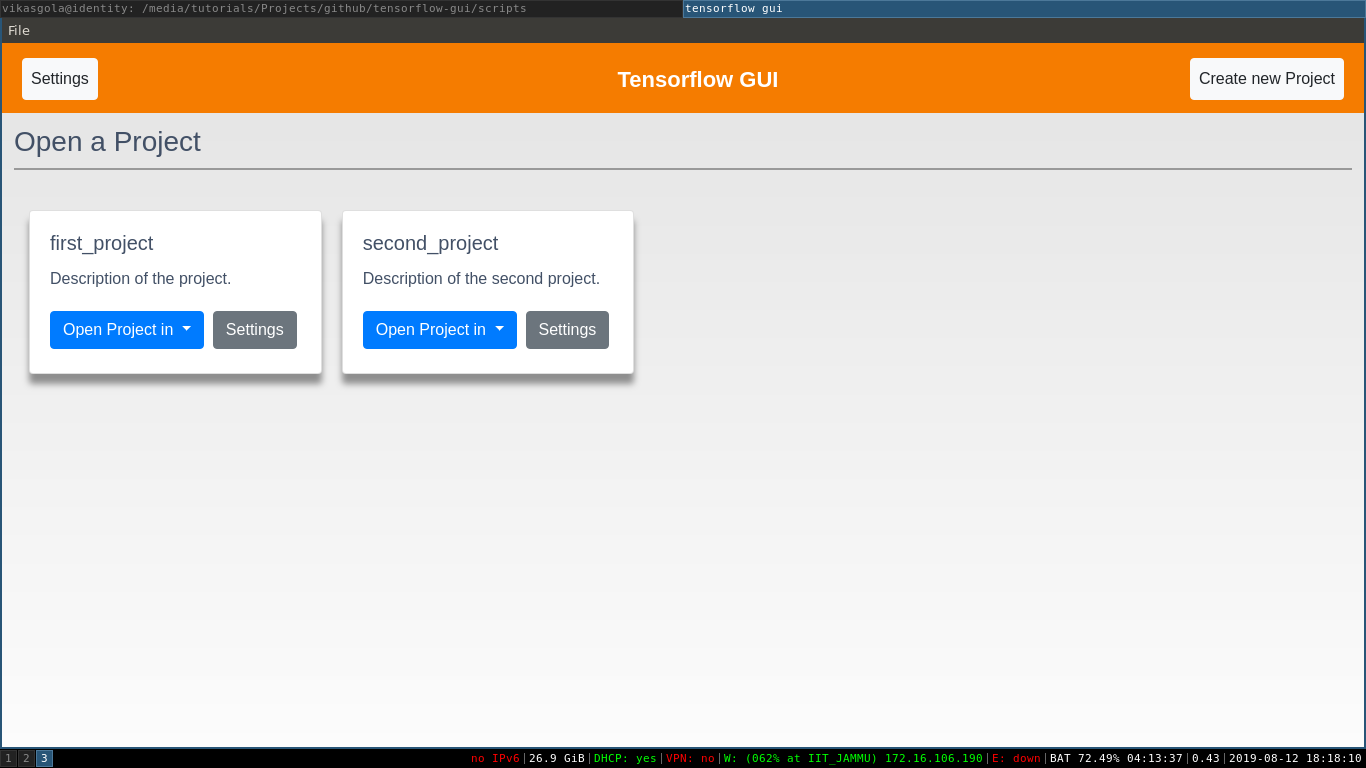 vikasgola@identity: /media/tutorials/Projects/github/tensorflow-gui/scripts tensorflow gui
File
Settings Tensorflow GUI Create new Project
Open a Project
first_project second_project
Description of the project. Description of the second project.
Open Project in Settings Open Project in Settings
1 2 3 no IPv6|26.9 GiB|DHCP: yes|VPN: no|W: (062% at IIT_JAMMU) 172.16.106.190|E: down|BAT 72.49% 04:13:37|0.43|2019-08-12 18:18:10